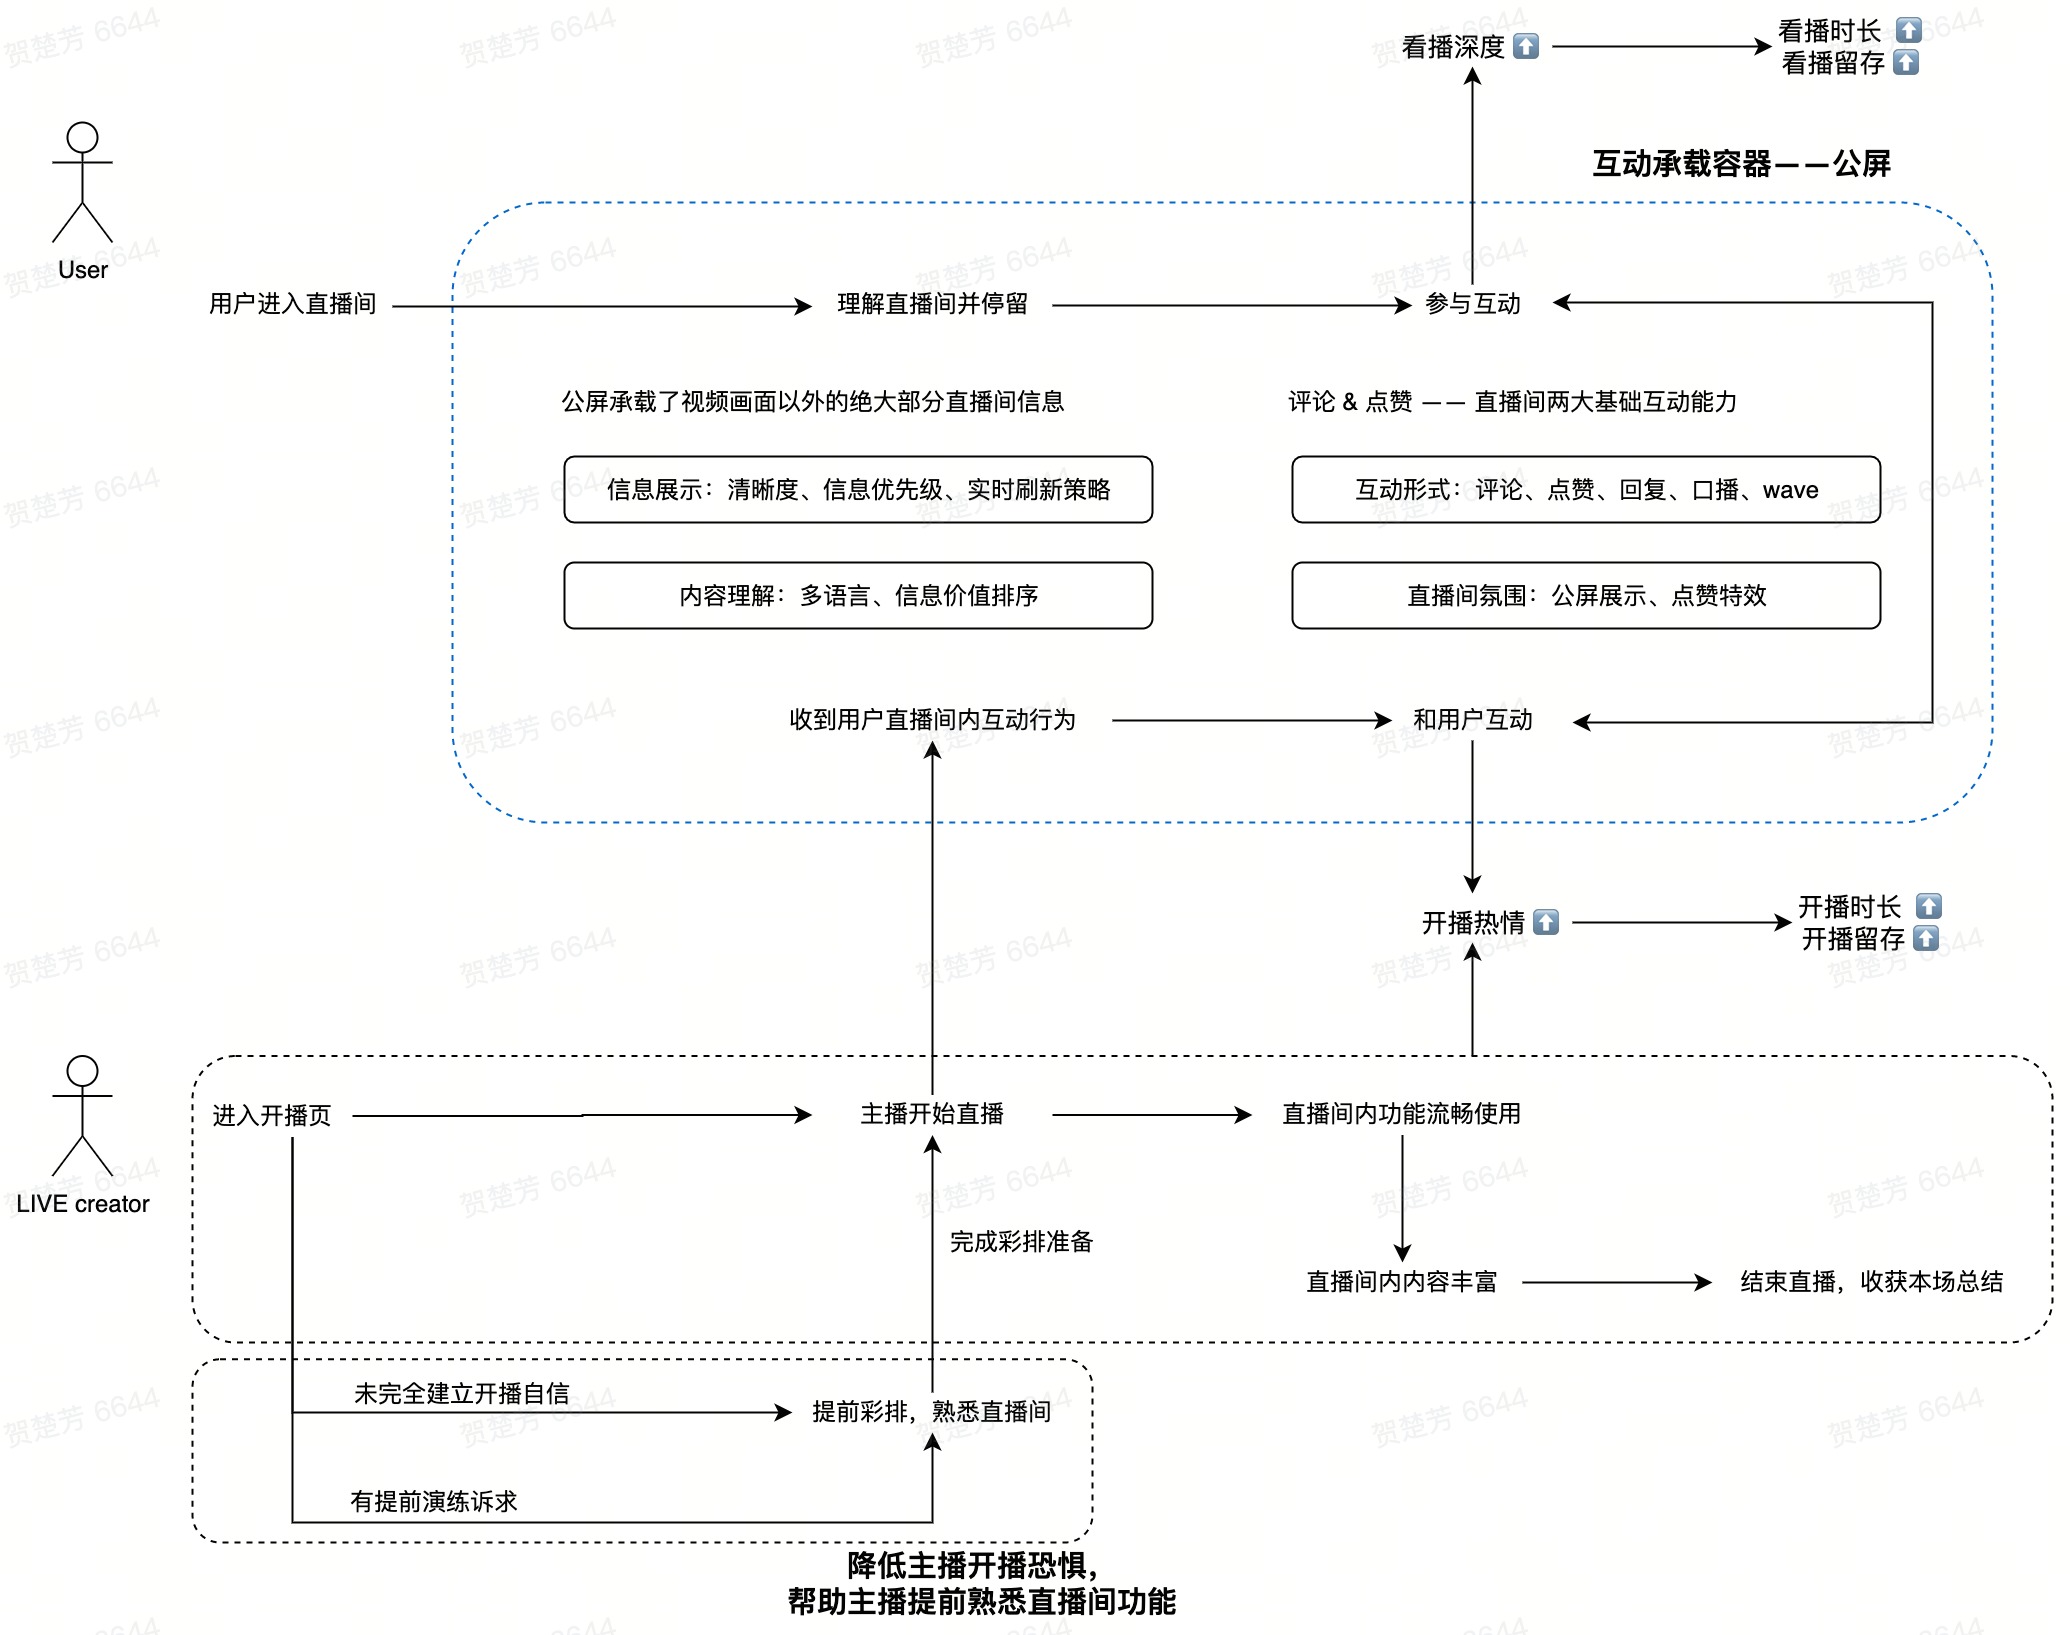 看播深度 ⬆️
看播时长 ⬆️
看播留存 ⬆️
互动承载容器——公屏
User
用户进入直播间
理解直播间并停留
参与互动
公屏承载了视频画面以外的绝大部分直播间信息
评论 & 点赞 —— 直播间两大基础互动能力
信息展示：清晰度、信息优先级、实时刷新策略
互动形式：评论、点赞、回复、口播、wave
内容理解：多语言、信息价值排序
直播间氛围：公屏展示、点赞特效
收到用户直播间内互动行为
和用户互动
开播热情 ⬆️
开播时长 ⬆️
开播留存 ⬆️
LIVE creator
进入开播页
主播开始直播
直播间内功能流畅使用
完成彩排准备
直播间内内容丰富
结束直播，收获本场总结
未完全建立开播自信
提前彩排，熟悉直播间
有提前演练诉求
降低主播开播恐惧，
帮助主播提前熟悉直播间功能
贺楚芳 6644